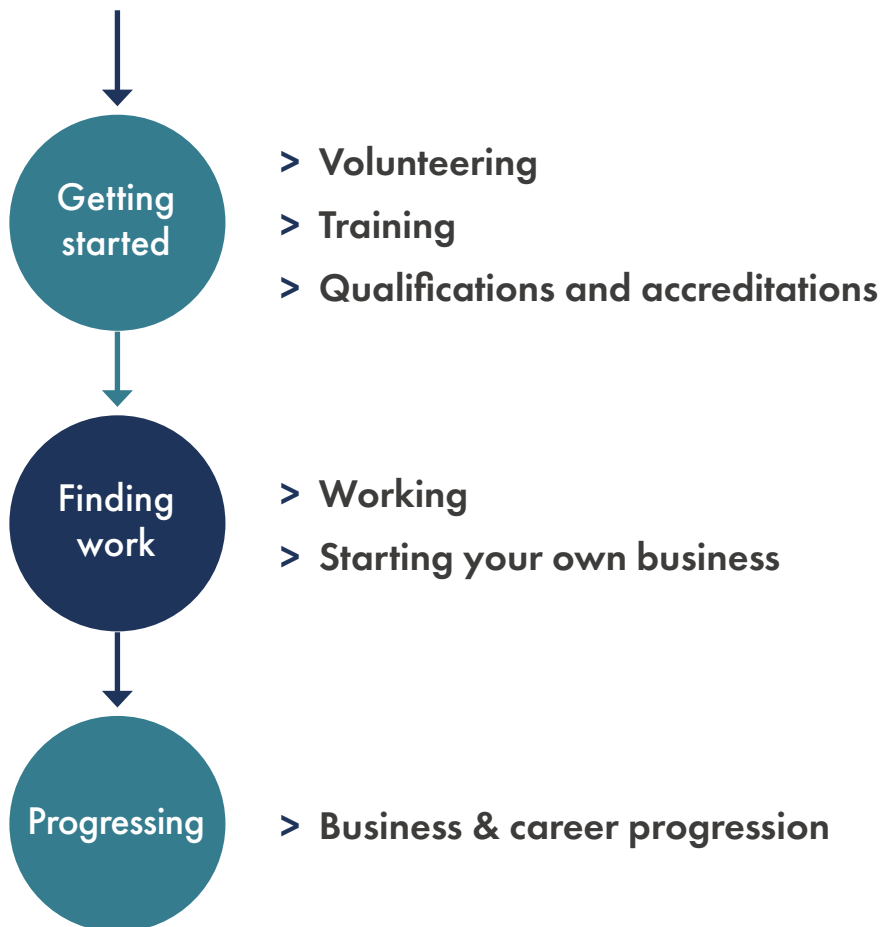 Getting
started
> Volunteering
> Training
> Qualifications and accreditations
Finding
work
> Working
> Starting your own business
Progressing
> Business & career progression